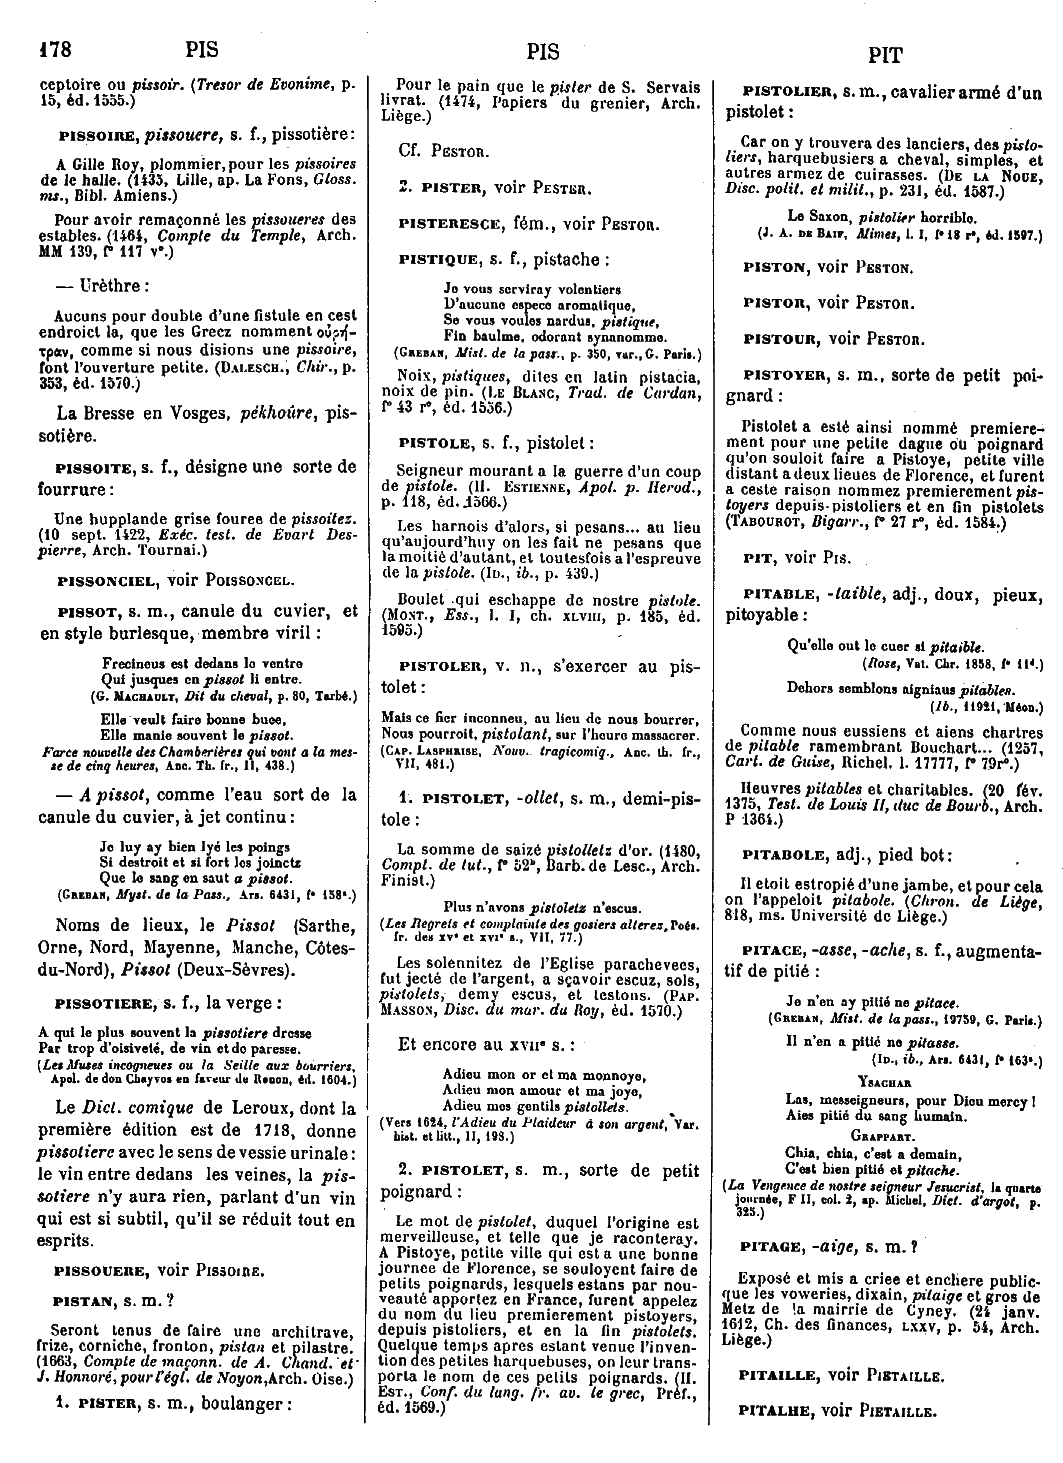 178 PIS PIS PIT
ceptoire ou pissoir. (Tresor de Evonime, p.
15, éd. 1555.)
PISSOIRE, pissouere, s. f., pissotière :
A Gille Roy, plommier, pour les pissoires
de le halle. (1435, Lille, ap. La Fons, Gloss.
ms., Bibl. Amiens.)
Pour avoir remaçonné les pissoueres des
estables. (1464, Compte du Temple, Arch.
MM 139, f° 117 v°.)
— Urèthre :
Aucuns pour doubte d'une fistule en cest
endroict la, que les Grecz nomment οὐρή-
τραν, comme si nous disions une pissoire,
font l'ouverture petite. (DALESCH., Chir., p.
353, éd. 1570.)
La Bresse en Vosges, pékhoûre, pis-
sotière.
PISSOITE, s. f., désigne une sorte de
fourrure :
Une hupplande grise fouree de pissoitez.
(10 sept. 1422, Exéc. test. de Evart Des-
pierre, Arch. Tournai.)
PISSONCIEL, voir POISSONCEL.
PISSOT, s. m., canule du cuvier, et
en style burlesque, membre viril :
Frecineus est dedans le ventre
Qui jusques en pissot li entre.
(G. MACHAULT, Dit du cheval, p. 80, Tarbé.)
Elle veult faire bonne buee,
Elle manie souvent le pissot.
Farce nouvelle des Chamberières qui vont a la mes-
se de cinq heures, Anc. Th. fr., II, 438.)
— A pissot, comme l'eau sort de la
canule du cuvier, à jet continu :
Je luy ay bien lyé les poings
Si destroit et si fort les joinctz
Que le sang en saut a pissot.
(GREBAN, Myst. de la Pass., Ars. 6431, f° 158ᵃ.)
Noms de lieux, le Pissot (Sarthe,
Orne, Nord, Mayenne, Manche, Côtes-
du-Nord), Pissot (Deux-Sèvres).
PISSOTIERE, s. f., la verge :
A qui le plus souvent la pissotiere dresse
Par trop d'oisiveté, de vin et de paresse.
(Les Muses incogneues ou la Seille aux bourriers,
Apol. de don Chayvos en faveur du Renon, éd. 1604.)
Le Dict. comique de Leroux, dont la
première édition est de 1718, donne
pissotiere avec le sens de vessie urinale :
le vin entre dedans les veines, la pis-
sotiere n'y aura rien, parlant d'un vin
qui est si subtil, qu'il se réduit tout en
esprits.
PISSOUERE, voir PISSOIRE.
PISTAN, s. m. ?
Seront tenus de faire une architrave,
frize, corniche, fronton, pistan et pilastre.
(1663, Compte de maçonn. de A. Chand. et
J. Honnoré, pour l'égl. de Noyon, Arch. Oise.)
1. PISTER, s. m., boulanger :
Pour le pain que le pister de S. Servais
livrat. (1474, Papiers du grenier, Arch.
Liège.)
Cf. PESTOR.
2. PISTER, voir PESTER.
PISTERESCE, fém., voir PESTOR.
PISTIQUE, s. f., pistache :
Je vous serviray volentiers
D'aucune espece aromatique,
Se vous voules nardus, pistique,
Fin baulme, odorant synanomme.
(GREBAN, Mist. de la pass., p. 350, var., G. Paris.)
Noix, pistiques, dites en latin pistacia,
noix de pin. (LE BLANC, Trad. de Cardan,
f° 43 r°, éd. 1556.)
PISTOLE, s. f., pistolet :
Seigneur mourant a la guerre d'un coup
de pistole. (H. ESTIENNE, Apol. p. Herod.,
p. 118, éd. 1566.)
Les harnois d'alors, si pesans... au lieu
qu'aujourd'huy on les fait ne pesans que
la moitié d'autant, et toutesfois a l'espreuve
de la pistole. (ID., ib., p. 439.)
Boulet qui eschappe de nostre pistole.
(MONT., Ess., l. I, ch. XLVIII, p. 185, éd.
1595.)
PISTOLER, v. n., s'exercer au pis-
tolet :
Mais ce fier inconneu, au lieu de nous bourrer,
Nous pourroit, pistolant, sur l'heure massacrer.
(CAP. LASPHRISE, Nouv. tragicomiq., Anc. th. fr.,
VII, 481.)
1. PISTOLET, -ollet, s. m., demi-pis-
tole :
La somme de saizé pistolletz d'or. (1480,
Compt. de tut., f° 52ᵇ, Barb. de Lesc., Arch.
Finist.)
Plus n'avons pistoletz n'escus.
(Les Regrets et complainte des gosiers alterez, Poés.
fr. des XVᵉ et XVIᵉ s., VII, 77.)
Les solennitez de l'Eglise parachevees,
fut jecté de l'argent, a sçavoir escuz, sols,
pistolets, demy escus, et testons. (PAP.
MASSON, Disc. du mar. du Roy, éd. 1570.)
Et encore au XVIIᵉ s. :
Adieu mon or et ma monnoye,
Adieu mon amour et ma joye,
Adieu mes gentils pistollets.
(Vers 1624, l'Adieu du Plaideur à son argent, Var.
hist. et litt., II, 198.)
2. PISTOLET, s. m., sorte de petit
poignard :
Le mot de pistolet, duquel l'origine est
merveilleuse, et telle que je raconteray.
A Pistoye, petite ville qui est a une bonne
journee de Florence, se souloyent faire de
petits poignards, lesquels estans par nou-
veauté apportez en France, furent appelez
du nom du lieu premierement pistoyers,
depuis pistoliers, et en la fin pistolets.
Quelque temps apres estant venue l'inven-
tion des petites harquebuses, on leur trans-
porta le nom de ces petits poignards. (H.
EST., Conf. du lang. fr. av. le grec, Préf.,
éd. 1569.)
PISTOLIER, s. m., cavalier armé d'un
pistolet :
Car on y trouvera des lanciers, des pisto-
liers, harquebusiers a cheval, simples, et
autres armez de cuirasses. (DE LA NOUE,
Disc. polit. et milit., p. 231, éd. 1587.)
Le Saxon, pistolier horrible.
(J. A. DE BAIF, Mimes, l. I, f° 18 r°, éd. 1597.)
PISTON, voir PESTON.
PISTOR, voir PESTOR.
PISTOUR, voir PESTOR.
PISTOYER, s. m., sorte de petit poi-
gnard :
Pistolet a esté ainsi nommé premiere-
ment pour une petite dague ou poignard
qu'on souloit faire a Pistoye, petite ville
distant a deux lieues de Florence, et furent
a ceste raison nommez premierement pis-
toyers depuis pistoliers et en fin pistolets
(TABOUROT, Bigarr., f° 27 r°, éd. 1584.)
PIT, voir PIS.
PITABLE, -taible, adj., doux, pieux,
pitoyable :
Qu'elle out le cuer si pitaible.
(Rose, Vat. Chr. 1858, f° 11ᵈ.)
Dehors semblons aigniaus pitables.
(Ib., 11921, Méon.)
Comme nous eussiens et aiens chartres
de pitable ramembrant Bouchart... (1257,
Cart. de Guise, Richel. l. 17777, f° 79r°.)
Heuvres pitables et charitables. (20 fév.
1375, Test. de Louis II, duc de Bourb., Arch.
P 1364.)
PITABOLE, adj., pied bot :
Il etoit estropié d'une jambe, et pour cela
on l'appeloit pitabole. (Chron. de Liège,
818, ms. Université de Liège.)
PITACE, -asse, -ache, s. f., augmenta-
tif de pitié :
Je n'en ay pitié ne pitace.
(GREBAN, Mist. de la pass., 19759, G. Paris.)
Il n'en a pitié ne pitasse.
(ID., ib., Ars. 6431, f° 163ᵃ.)
YSACHAR
Las, messeigneurs, pour Dieu mercy !
Aies pitié du sang humain.
GRAPPART.
Chia, chia, c'est a demain,
C'est bien pitié et pitache.
(La Vengence de nostre seigneur Jesucrist, la quarte
journée, F II, col. 2, ap. Michel, Dict. d'argot, p.
325.)
PITAGE, -aige, s. m. ?
Exposé et mis a criee et enchere public-
que les voweries, dixain, pitaige et gros de
Metz de la mairrie de Cyney. (24 janv.
1612, Ch. des finances, LXXV, p. 54, Arch.
Liège.)
PITAILLE, voir PIETAILLE.
PITALHE, voir PIETAILLE.